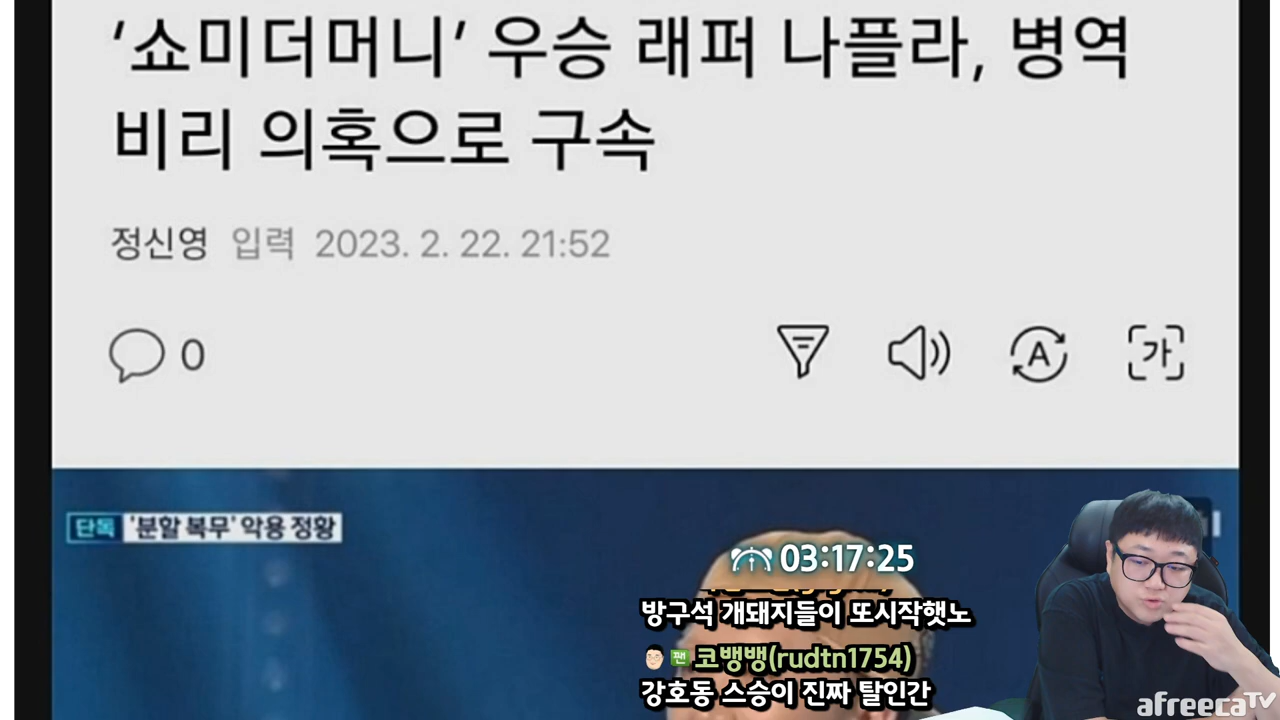 ‘쇼미더머니’ 우승 래퍼 나플라, 병역
비리 의혹으로 구속
정신영 입력 2023. 2. 22. 21:52
0
A
가
단독 '분할 복무' 악용 정황
03:17:25
방구석 개돼지들이 또시작햇노
팬 코뱅뱅(rudtn1754)
강호동 스승이 진짜 탈인간
afreecaTV